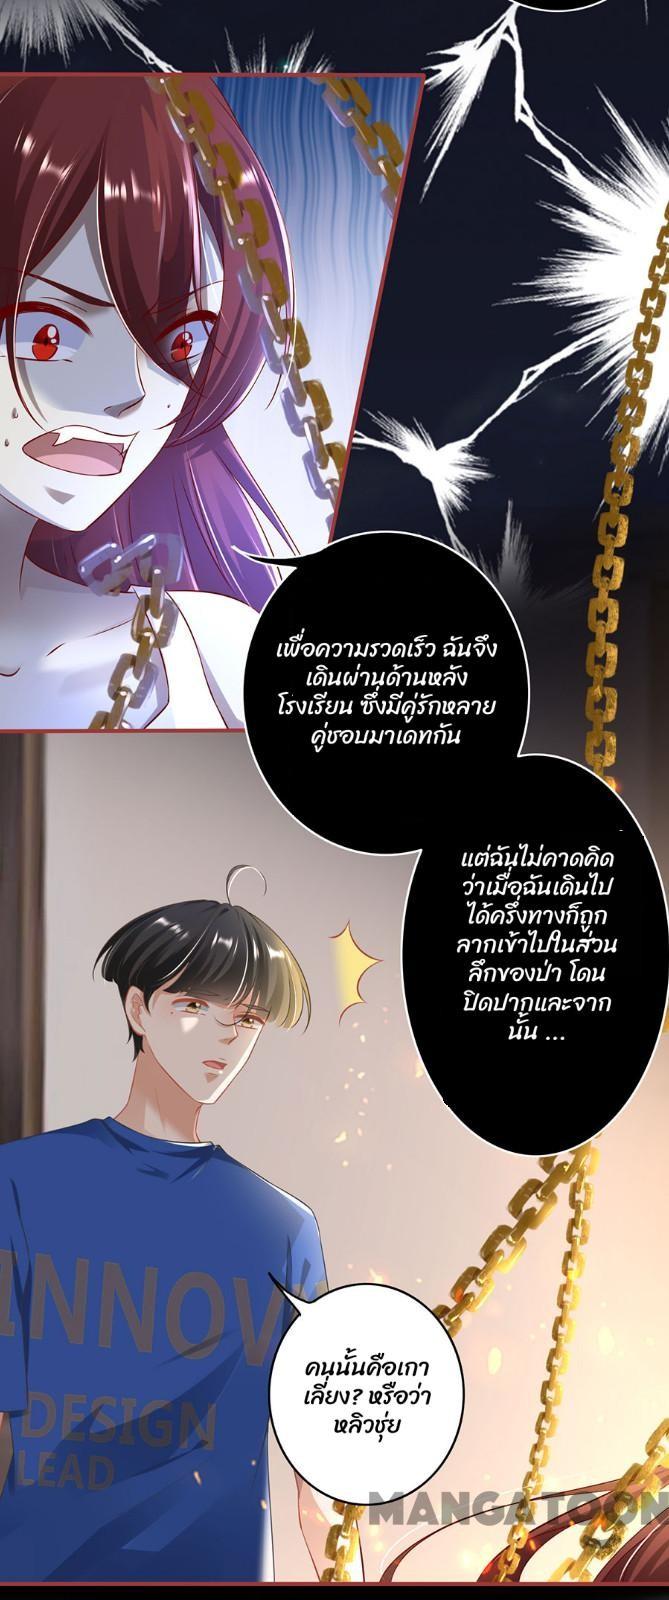 เพื่อความรวดเร็ว ฉันจึง
เดินผ่านด้านหลัง
โรงเรียน ซึ่งมีคู่รักหลาย
คู่ชอบมาเดทกัน
แต่ฉันไม่คาดคิด
ว่าเมื่อฉันเดินไป
ได้ครึ่งทางก็ถูก
ลากเข้าไปในส่วน
ลึกของป่า โดน
ปิดปากและจาก
นั้น ...
INNOV
DESIGN
LEAD
คนนั้นคือเกา
เลี่ยง? หรือว่า
หลิวชุ่ย
MANGATOON